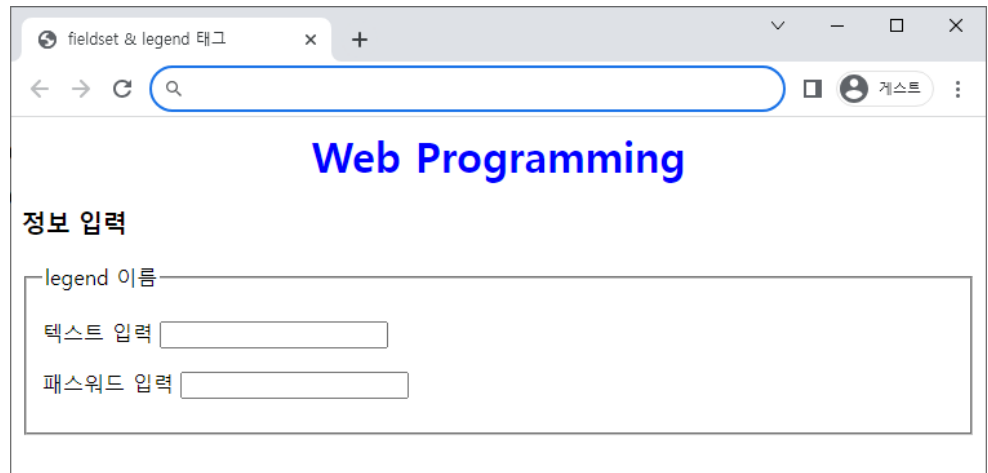 fieldset & legend 태그
게스트
Web Programming
정보 입력
legend 이름
텍스트 입력
패스워드 입력